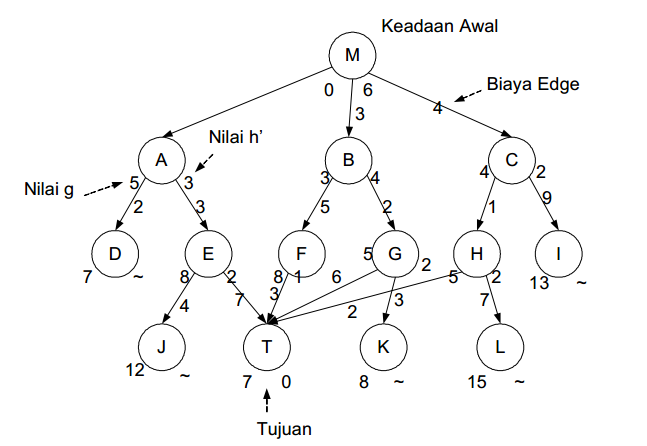 Keadaan Awal
M
0 6
Biaya Edge
3
4
Nilai h'
A
B
C
Nilai g
5 3
3 4
4 2
2 3
5 2
1 9
D
E
F
G
H
I
7 ~
8 2
8 1
5 2
5 2
13 ~
4 7 3 6 2 3 7
J
T
K
L
12 ~
7 0
8 ~
15 ~
Tujuan